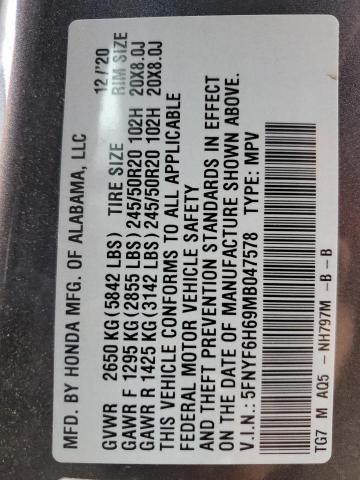 MFD. BY HONDA MFG. OF ALABAMA, LLC 12/'20
GVWR 2650 KG (5842 LBS) TIRE SIZE RIM SIZE
GAWR F 1295 KG (2855 LBS) 245/50R20 102H 20X8.0J
GAWR R 1425 KG (3142 LBS) 245/50R20 102H 20X8.0J
THIS VEHICLE CONFORMS TO ALL APPLICABLE
FEDERAL MOTOR VEHICLE SAFETY
AND THEFT PREVENTION STANDARDS IN EFFECT
ON THE DATE OF MANUFACTURE SHOWN ABOVE.
V.I.N.: 5FNYF6H69MB047578 TYPE: MPV
TG7 M AQ5 - NH797M - B - B